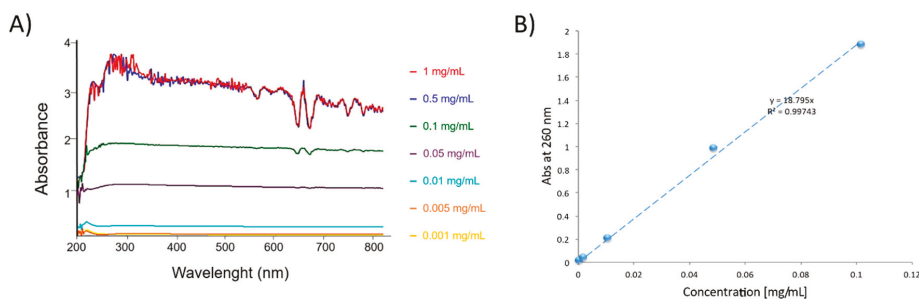 A)
4
3
2
1
Absorbance
200
300
400
500
600
700
800
Wavelenght (nm)
1 mg/mL
0.5 mg/mL
0.1 mg/mL
0.05 mg/mL
0.01 mg/mL
0.005 mg/mL
0.001 mg/mL
B)
2
1.8
1.6
1.4
1.2
1
0.8
0.6
0.4
0.2
0
Abs at 260 nm
y = 18.795x
R² = 0.99743
0
0.02
0.04
0.06
0.08
0.1
0.12
Concentration [mg/mL]